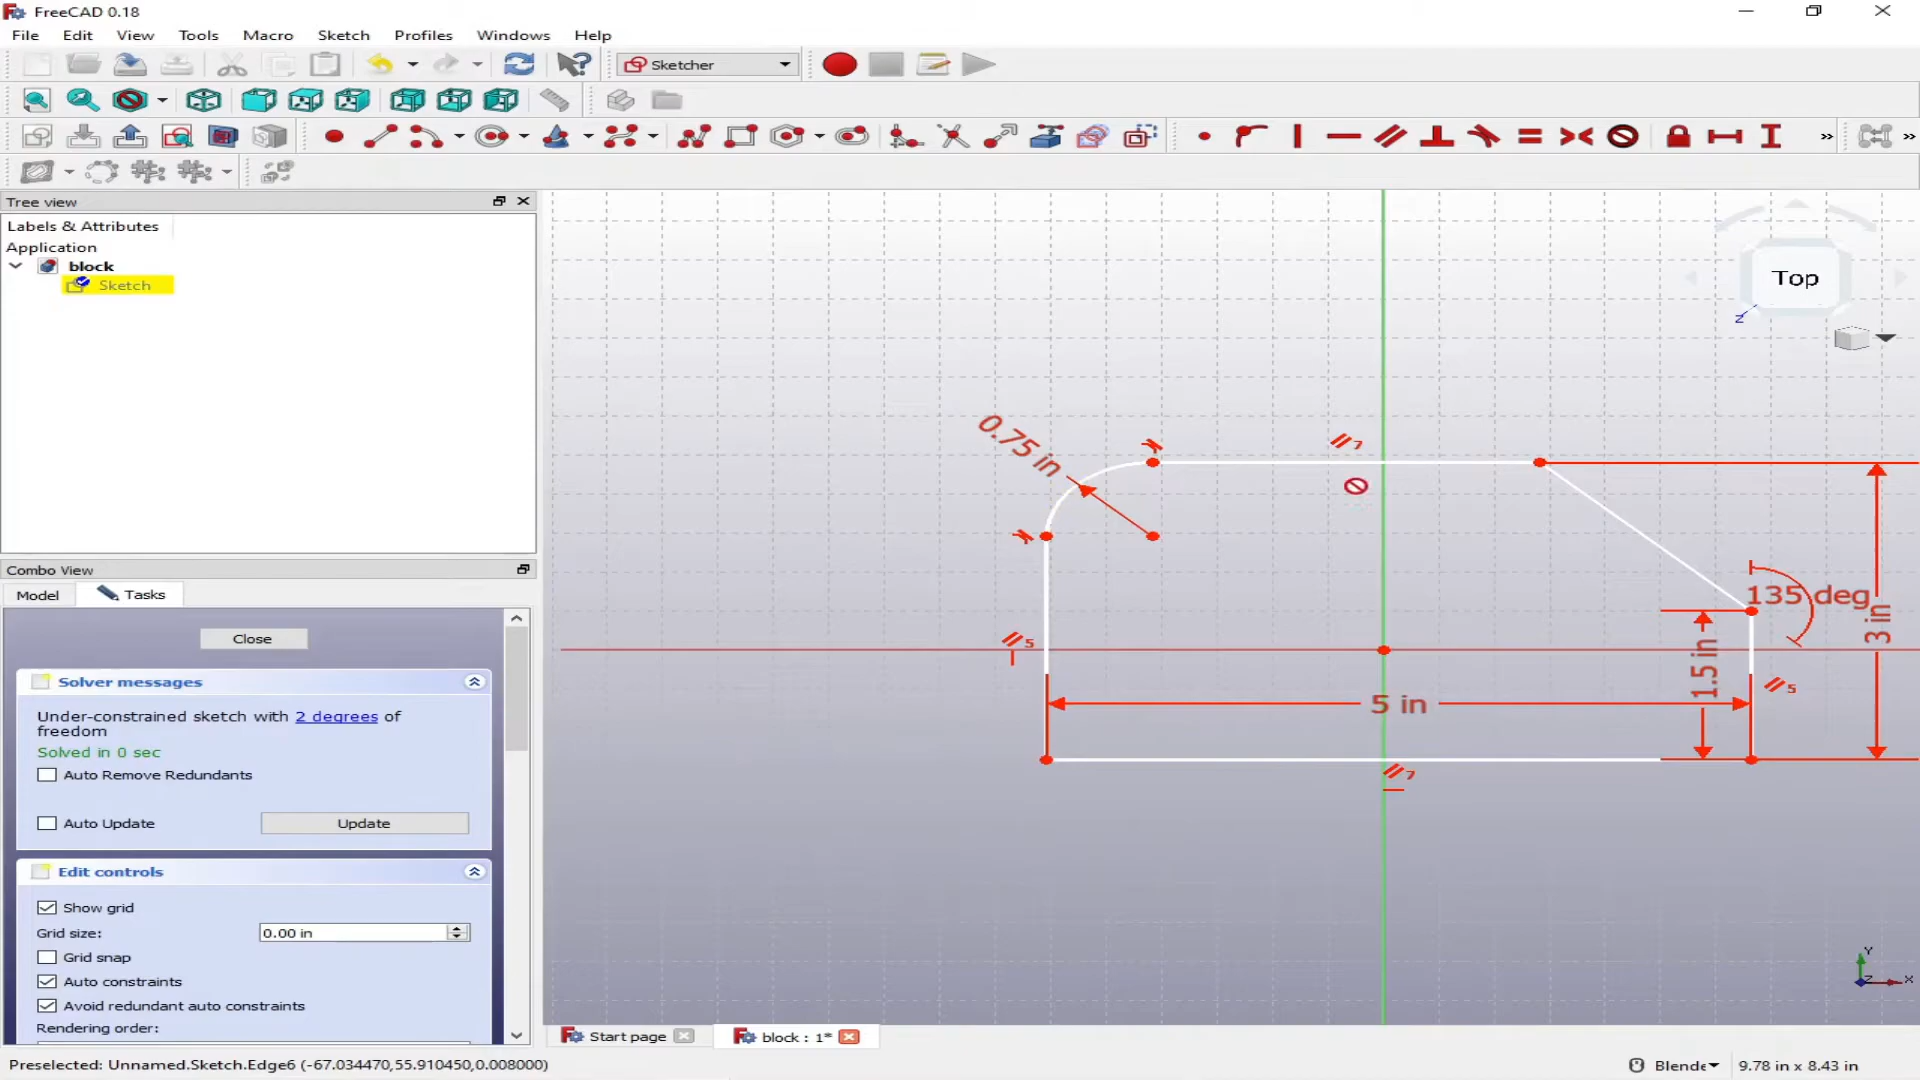 FreeCAD 0.18
File Edit View Tools Macro Sketch Profiles Windows Help
Sketcher
»
»
Tree view
Labels & Attributes
Application
block
Sketch
Combo View
Model Tasks
Close
Solver messages
Under-constrained sketch with 2 degrees of
freedom
Solved in 0 sec
Auto Remove Redundants
Auto Update Update
Edit controls
Show grid
Grid size: 0.00 in
Grid snap
Auto constraints
Avoid redundant auto constraints
Rendering order:
Top
Z
0.75 in
7
135 deg
3 in
5
1.5 in
5
5 in
7
Y
Z X
Start page block : 1*
Preselected: Unnamed.Sketch.Edge6 (-67.034470,55.910450,0.008000) Blende 9.78 in x 8.43 in